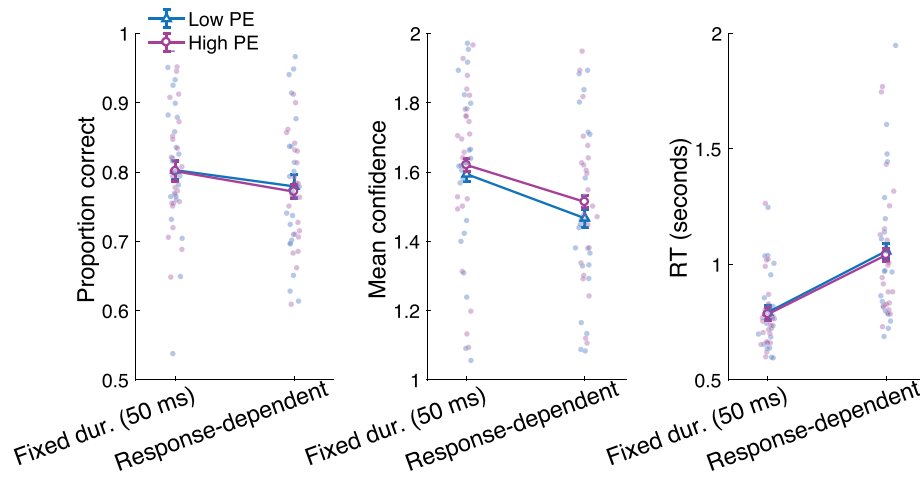 Low PE
High PE
Proportion correct
1
0.9
0.8
0.7
0.6
0.5
Fixed dur. (50 ms)
Response-dependent
Mean confidence
2
1.8
1.6
1.4
1.2
1
Fixed dur. (50 ms)
Response-dependent
RT (seconds)
2
1.5
1
0.5
Fixed dur. (50 ms)
Response-dependent